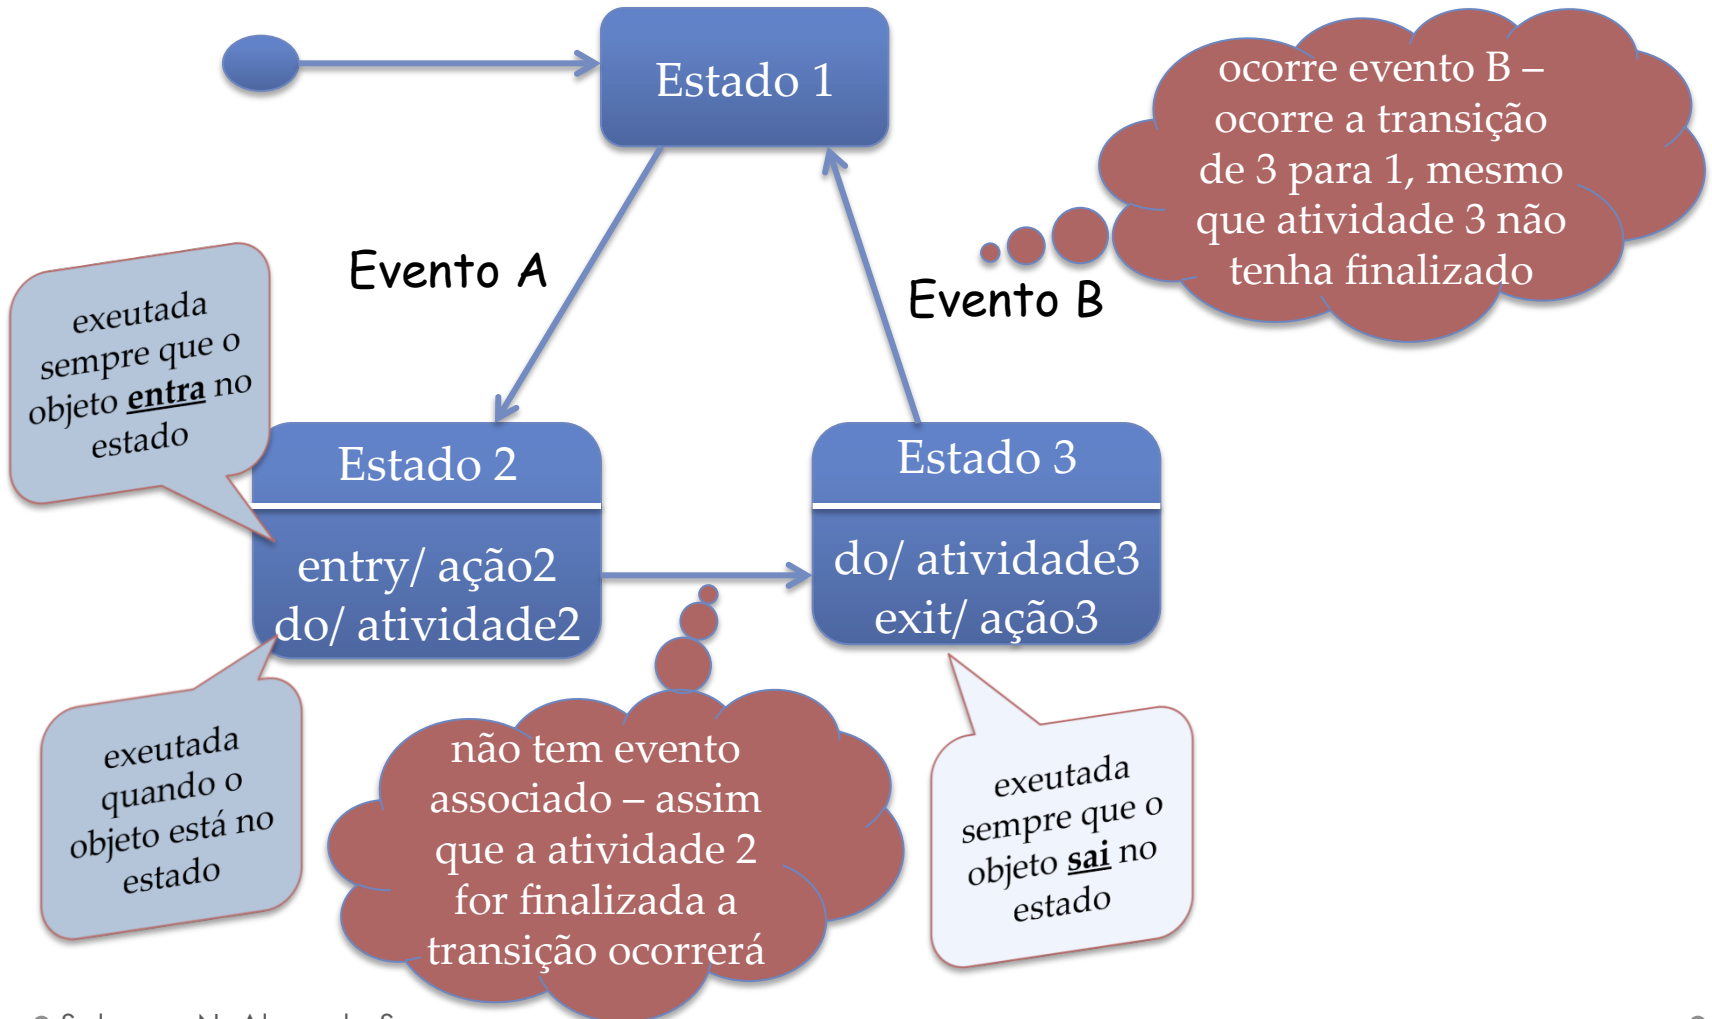 Estado 1
ocorre evento B –
ocorre a transição
de 3 para 1, mesmo
que atividade 3 não
tenha finalizado
Evento A
Evento B
exeutada
sempre que o
objeto entra no
estado
Estado 2
entry/ ação2
do/ atividade2
Estado 3
do/ atividade3
exit/ ação3
exeutada
quando o
objeto está no
estado
não tem evento
associado – assim
que a atividade 2
for finalizada a
transição ocorrerá
exeutada
sempre que o
objeto sai no
estado